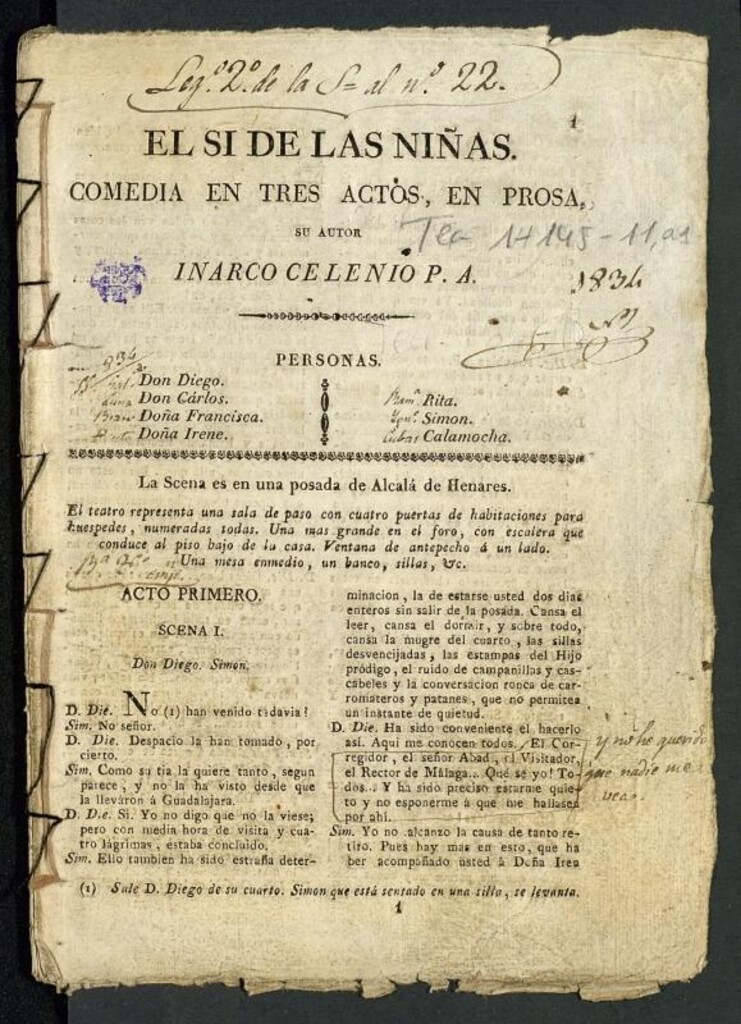 Leg.º 2.º de la S= al nº. 22.
1
EL SI DE LAS NIÑAS.
COMEDIA EN TRES ACTOS, EN PROSA,
SU AUTOR
Tea 1-145-11, a1
INARCO CELENIO P. A.
1834
PERSONAS.
834
Don Diego.
Don Cárlos.
Luna
Doña Francisca.
Doña Irene.
Rita.
Simon.
Cubas Calamocha.
La Scena es en una posada de Alcalá de Henares.
El teatro representa una sala de paso con cuatro puertas de habitaciones para
huespedes, numeradas todas. Una mas grande en el foro, con escalera que
conduce al piso bajo de la casa. Ventana de antepecho á un lado.
Una mesa enmedio, un banco, sillas, &c.
ACTO PRIMERO.
SCENA I.
Don Diego. Simon.
D. Die. No (1) han venido todavia?
Sim. No señor.
D. Die. Despacio la han tomado, por
cierto.
Sim. Como su tia la quiere tanto, segun
parece, y no la ha visto desde que
la lleváron á Guadalajara.
D. Die. Si. Yo no digo que no la viese;
pero con media hora de visita y cua-
tro lágrimas, estaba concluido.
Sim. Ello tambien ha sido estraña deter-
minacion, la de estarse usted dos dias
enteros sin salir de la posada. Cansa el
leer, cansa el dormir, y sobre todo,
cansa la mugre del cuarto, las sillas
desvencijadas, las estampas del Hijo
pródigo, el ruido de campanillas y cas-
cabeles y la conversacion ronca de car-
romateros y patanes, que no permiten
un instante de quietud.
D. Die. Ha sido conveniente el hacerlo
así. Aqui me conocen todos. El Cor-
regidor, el señor Abad, el Visitador,
el Rector de Málaga... Qué se yo! To-
dos... Y ha sido preciso estarme quie-
to y no esponerme á que me hallasen
por ahi.
y no he querido
que nadie me
vea.
Sim. Yo no alcanzo la causa de tanto re-
tiro. Pues hay mas en esto, que ha
ber acompañado usted á Doña Irea
(1) Sale D. Diego de su cuarto. Simon que está sentado en una silla, se levanta.
1